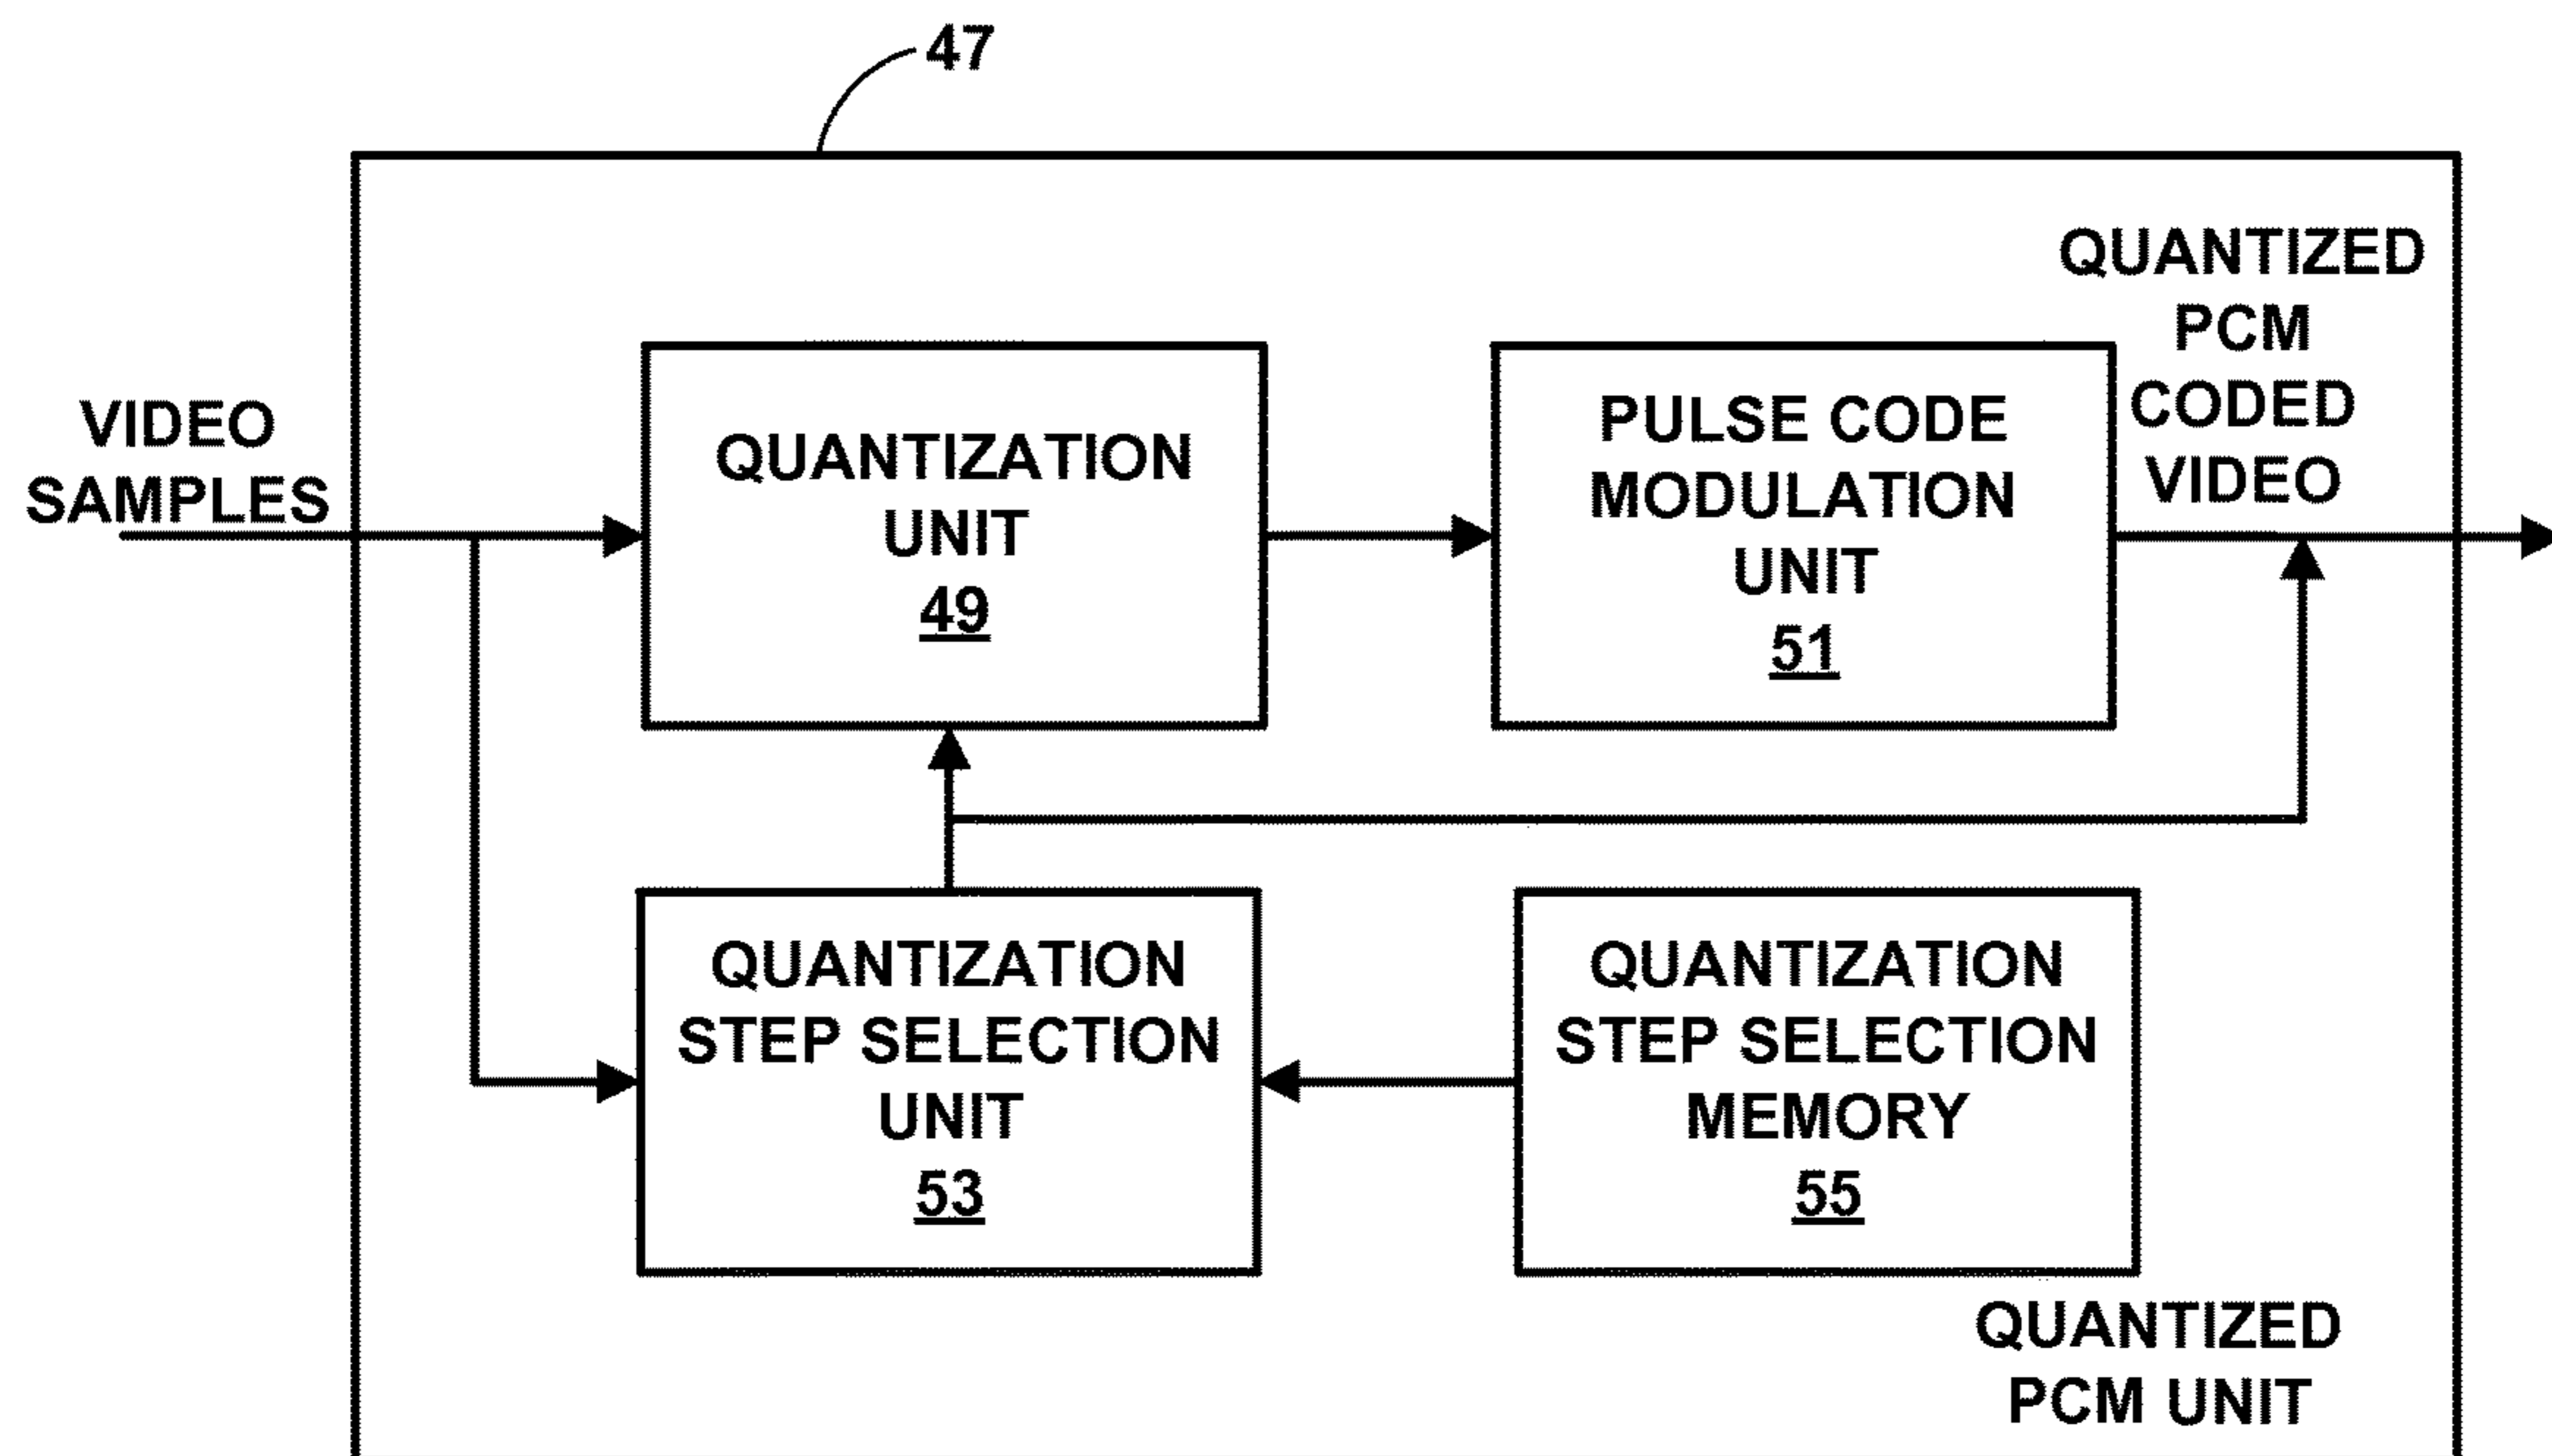 47
VIDEO
SAMPLES
QUANTIZATION
UNIT
49
PULSE CODE
MODULATION
UNIT
51
QUANTIZED
PCM
CODED
VIDEO
QUANTIZATION
STEP SELECTION
UNIT
53
QUANTIZATION
STEP SELECTION
MEMORY
55
QUANTIZED
PCM UNIT